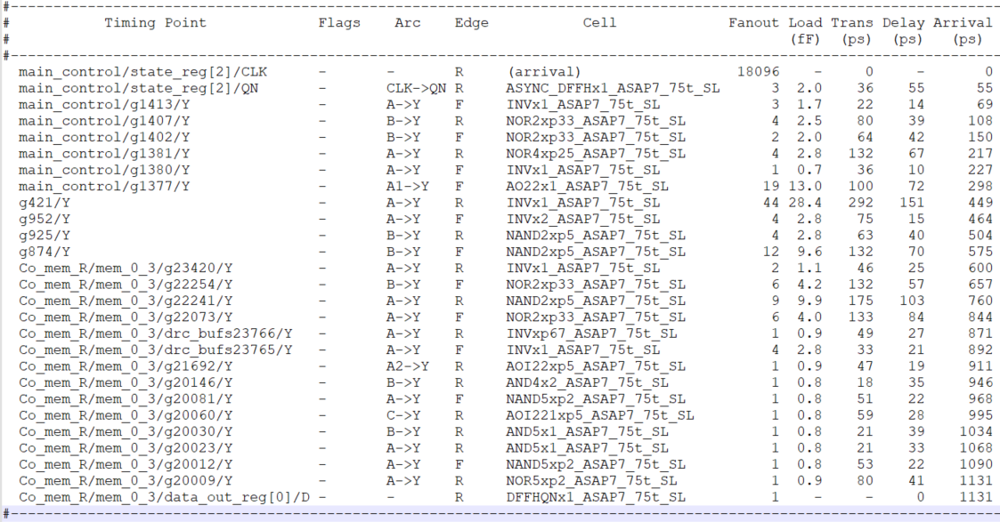 #-------------------------------------------------------------------------------------------------------------
# Timing Point Flags Arc Edge Cell Fanout Load Trans Delay Arrival
# (fF) (ps) (ps) (ps)
#-------------------------------------------------------------------------------------------------------------
main_control/state_reg[2]/CLK - - R (arrival) 18096 - 0 - 0
main_control/state_reg[2]/QN - CLK->QN R ASYNC_DFFHx1_ASAP7_75t_SL 3 2.0 36 55 55
main_control/g1413/Y - A->Y F INVx1_ASAP7_75t_SL 3 1.7 22 14 69
main_control/g1407/Y - B->Y R NOR2xp33_ASAP7_75t_SL 4 2.5 80 39 108
main_control/g1402/Y - B->Y F NOR2xp33_ASAP7_75t_SL 2 2.0 64 42 150
main_control/g1381/Y - A->Y R NOR4xp25_ASAP7_75t_SL 4 2.8 132 67 217
main_control/g1380/Y - A->Y F INVx1_ASAP7_75t_SL 1 0.7 36 10 227
main_control/g1377/Y - A1->Y F AO22x1_ASAP7_75t_SL 19 13.0 100 72 298
g421/Y - A->Y R INVx1_ASAP7_75t_SL 44 28.4 292 151 449
g952/Y - A->Y F INVx2_ASAP7_75t_SL 4 2.8 75 15 464
g925/Y - B->Y R NAND2xp5_ASAP7_75t_SL 4 2.8 63 40 504
g874/Y - B->Y F NAND2xp5_ASAP7_75t_SL 12 9.6 132 70 575
Co_mem_R/mem_0_3/g23420/Y - A->Y R INVx1_ASAP7_75t_SL 2 1.1 46 25 600
Co_mem_R/mem_0_3/g22254/Y - B->Y F NOR2xp33_ASAP7_75t_SL 6 4.2 132 57 657
Co_mem_R/mem_0_3/g22241/Y - A->Y R NAND2xp5_ASAP7_75t_SL 9 9.9 175 103 760
Co_mem_R/mem_0_3/g22073/Y - A->Y F NOR2xp33_ASAP7_75t_SL 6 4.0 133 84 844
Co_mem_R/mem_0_3/drc_bufs23766/Y - A->Y R INVxp67_ASAP7_75t_SL 1 0.9 49 27 871
Co_mem_R/mem_0_3/drc_bufs23765/Y - A->Y F INVx1_ASAP7_75t_SL 4 2.8 33 21 892
Co_mem_R/mem_0_3/g21692/Y - A2->Y R AOI22xp5_ASAP7_75t_SL 1 0.9 47 19 911
Co_mem_R/mem_0_3/g20146/Y - B->Y R AND4x2_ASAP7_75t_SL 1 0.8 18 35 946
Co_mem_R/mem_0_3/g20081/Y - A->Y F NAND5xp2_ASAP7_75t_SL 1 0.8 51 22 968
Co_mem_R/mem_0_3/g20060/Y - C->Y R AOI221xp5_ASAP7_75t_SL 1 0.8 59 28 995
Co_mem_R/mem_0_3/g20030/Y - B->Y R AND5x1_ASAP7_75t_SL 1 0.8 21 39 1034
Co_mem_R/mem_0_3/g20023/Y - A->Y R AND5x1_ASAP7_75t_SL 1 0.8 21 33 1068
Co_mem_R/mem_0_3/g20012/Y - A->Y F NAND5xp2_ASAP7_75t_SL 1 0.8 53 22 1090
Co_mem_R/mem_0_3/g20009/Y - A->Y R NOR5xp2_ASAP7_75t_SL 1 0.9 80 41 1131
Co_mem_R/mem_0_3/data_out_reg[0]/D - - R DFFHQNx1_ASAP7_75t_SL 1 - - 0 1131
#-------------------------------------------------------------------------------------------------------------